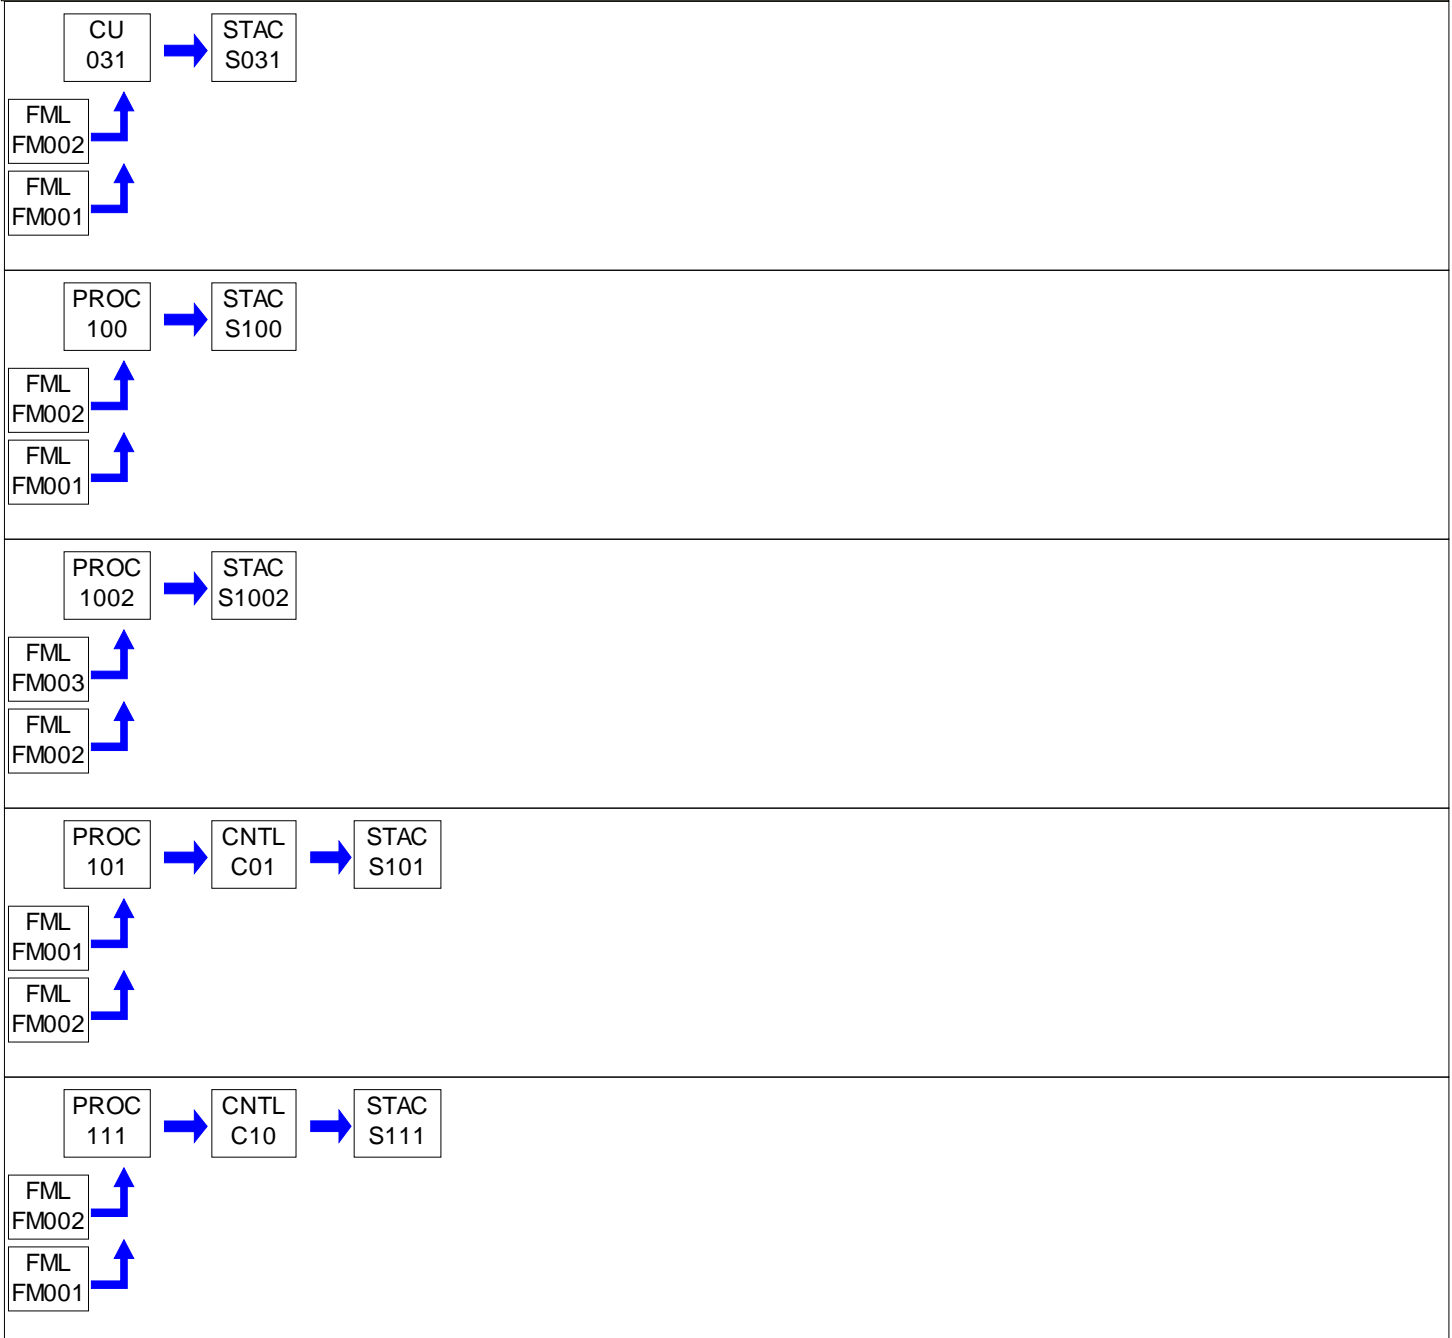 CU
031
STAC
S031
FML
FM002
FML
FM001
PROC
100
STAC
S100
FML
FM002
FML
FM001
PROC
1002
STAC
S1002
FML
FM003
FML
FM002
PROC
101
CNTL
C01
STAC
S101
FML
FM001
FML
FM002
PROC
111
CNTL
C10
STAC
S111
FML
FM002
FML
FM001